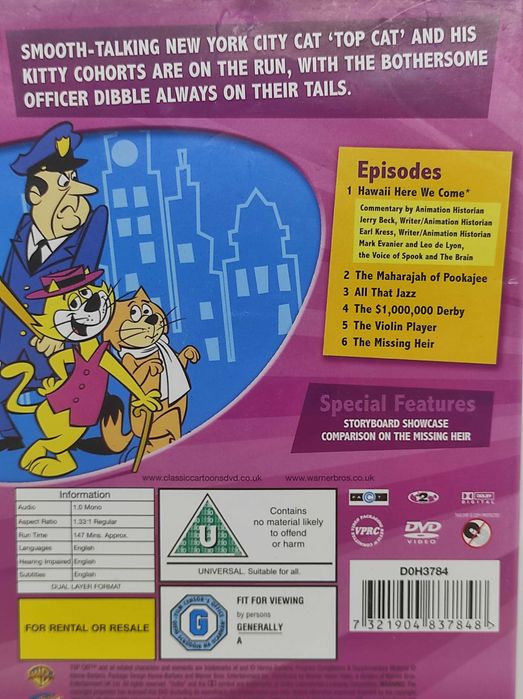 SMOOTH-TALKING NEW YORK CITY CAT 'TOP CAT' AND HIS
KITTY COHORTS ARE ON THE RUN, WITH THE BOTHERSOME
OFFICER DIBBLE ALWAYS ON THEIR TAILS.
Episodes
1 Hawaii Here We Come*
Commentary by Animation Historian
Jerry Beck, Writer/Animation Historian
Earl Kress, Writer/Animation Historian
Mark Evanier and Leo de Lyon,
the Voice of Spook and The Brain
2 The Maharajah of Pookajee
3 All That Jazz
4 The $1,000,000 Derby
5 The Violin Player
6 The Missing Heir
Special Features
STORYBOARD SHOWCASE
COMPARISON ON THE MISSING HEIR
www.classiccartoonsdvd.co.uk www.warnerbros.co.uk
Information
Audio 1.0 Mono
Aspect Ratio 1.33:1 Regular
Run Time 147 Mins. Approx.
Languages English
Hearing Impaired English
Subtitles English
DUAL LAYER FORMAT
U
Contains
no material likely
to offend
or harm
UNIVERSAL. Suitable for all.
FACT
2
DOLBY
DIGITAL
VPRC
DVD
VIDEO
FOR RENTAL OR RESALE
G
FIT FOR VIEWING
by persons
GENERALLY
A
D0H3784
7 321904 837848